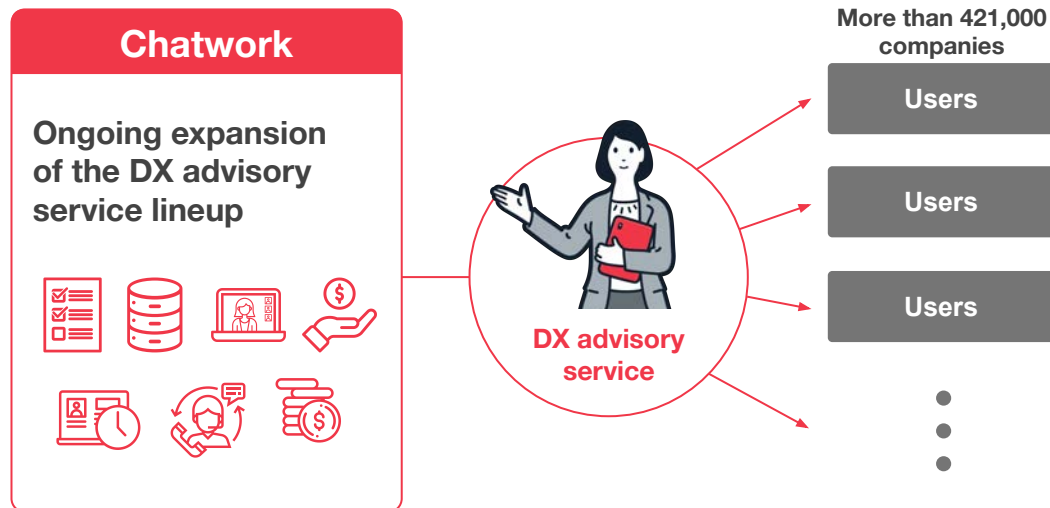 Chatwork
Ongoing expansion
of the DX advisory
service lineup
DX advisory
service
More than 421,000
companies
Users
Users
Users